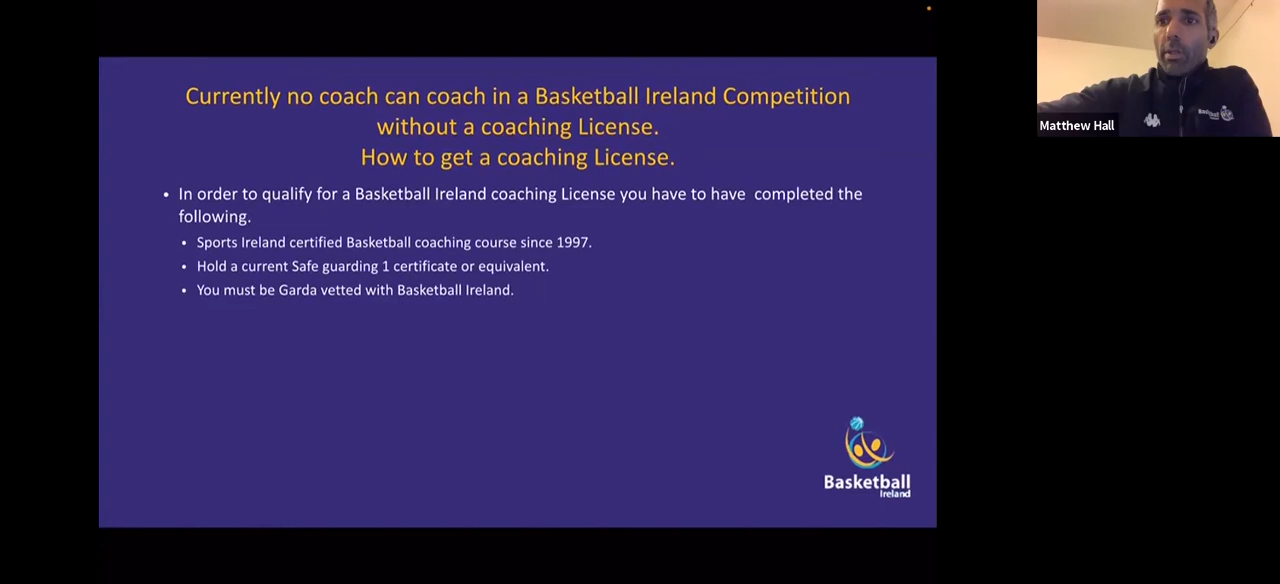 Currently no coach can coach in a Basketball Ireland Competition
without a coaching License.
How to get a coaching License.
• In order to qualify for a Basketball Ireland coaching License you have to have  completed the
following.
• Sports Ireland certified Basketball coaching course since 1997.
• Hold a current Safe guarding 1 certificate or equivalent.
• You must be Garda vetted with Basketball Ireland.
Basketball
Ireland
Matthew Hall